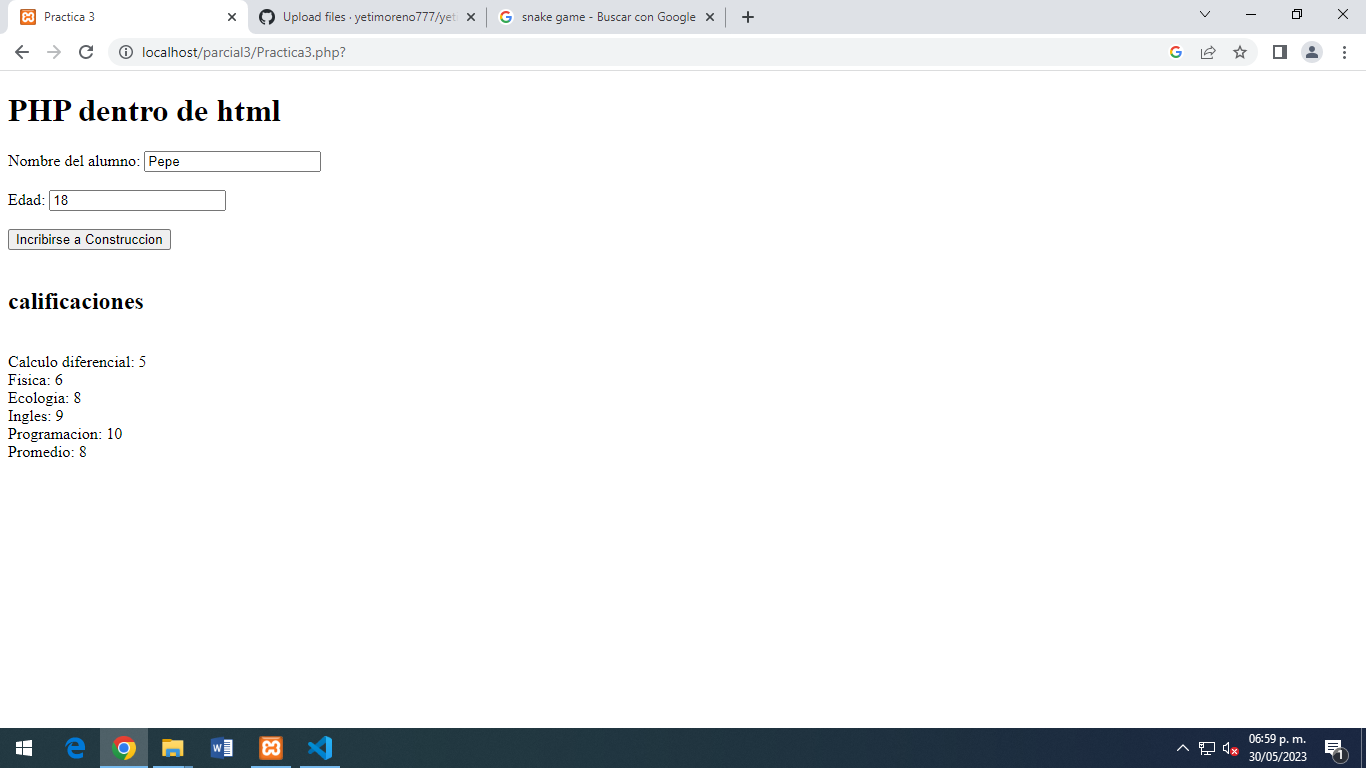 Practica 3
Upload files · yetimoreno777/yeti
snake game - Buscar con Google
localhost/parcial3/Practica3.php?
PHP dentro de html
Nombre del alumno: Pepe
Edad: 18
Incribirse a Construccion
calificaciones
Calculo diferencial: 5
Fisica: 6
Ecologia: 8
Ingles: 9
Programacion: 10
Promedio: 8
06:59 p. m.
30/05/2023
1